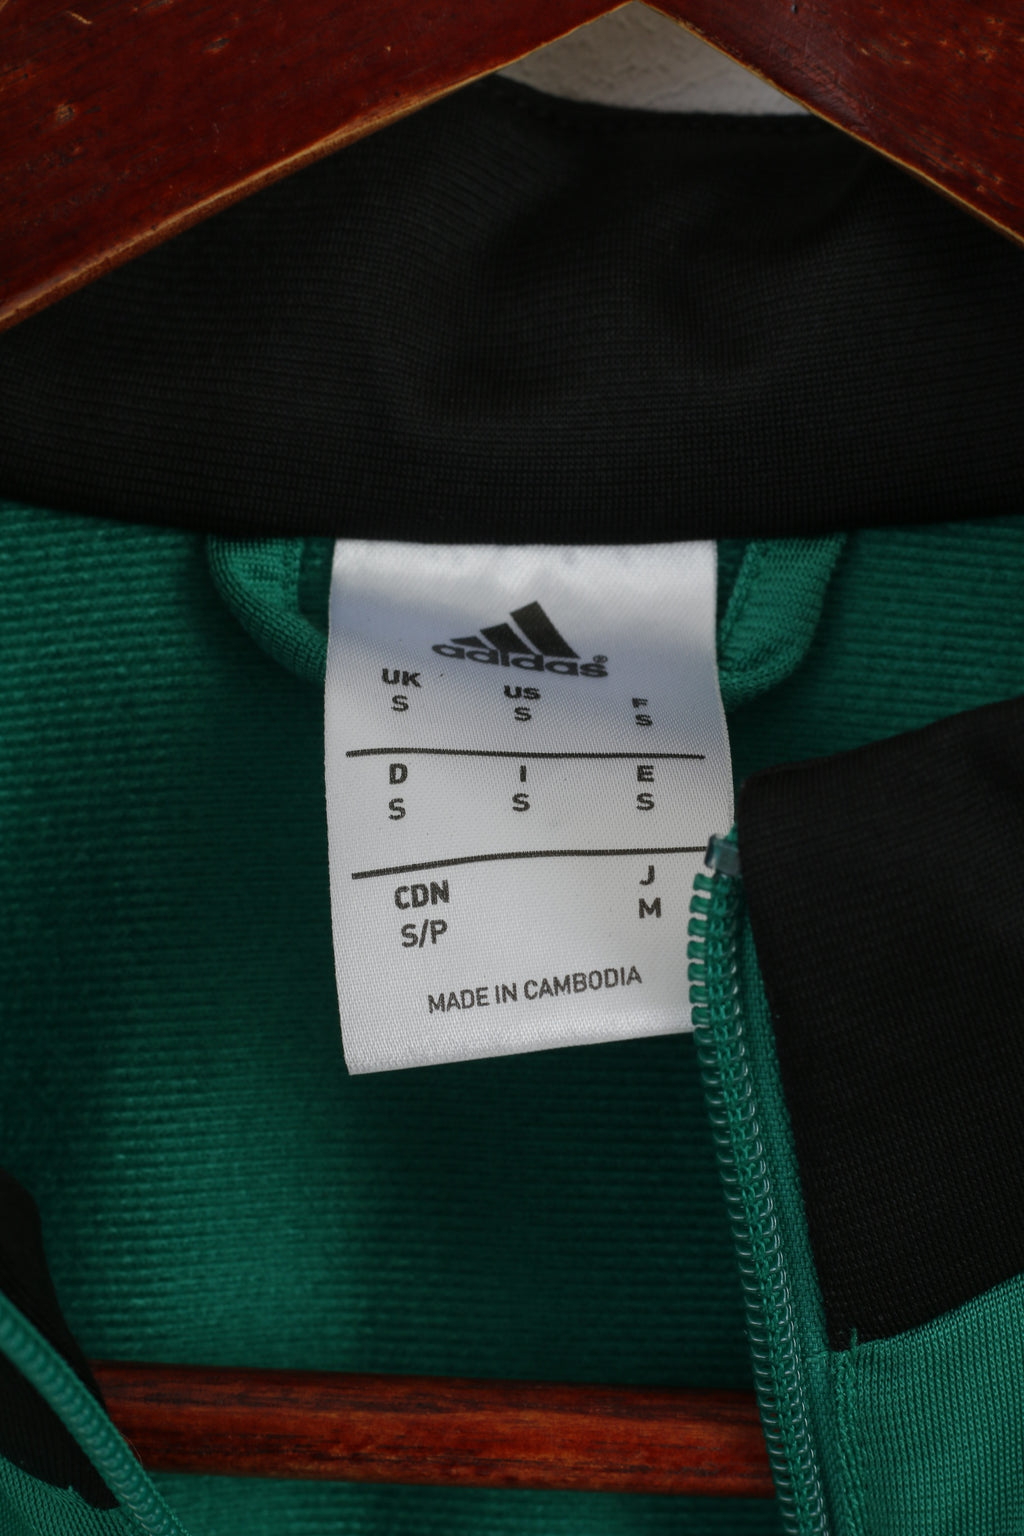 adidas®
UK US F
S S S
D I E
S S S
CDN J
S/P M
MADE IN CAMBODIA